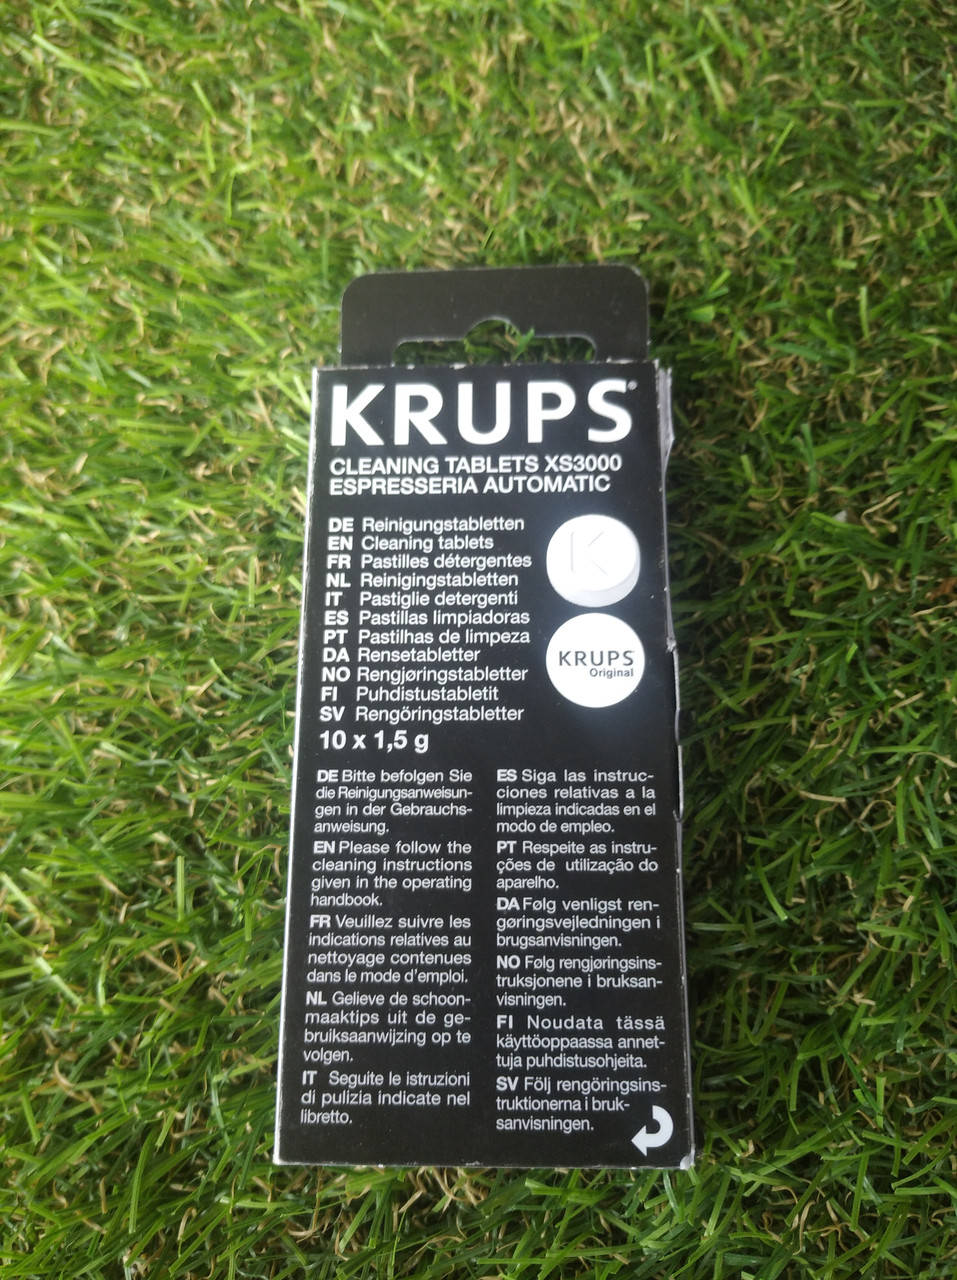 KRUPS®
CLEANING TABLETS XS3000
ESPRESSERIA AUTOMATIC
DE Reinigungstabletten
EN Cleaning tablets
FR Pastilles détergentes
NL Reinigingstabletten
IT Pastiglie detergenti
ES Pastillas limpiadoras
PT Pastilhas de limpeza
DA Rensetabletter
NO Rengjøringstabletter
FI Puhdistustabletit
SV Rengöringstabletter
10 x 1,5 g
K
KRUPS
Original
DE Bitte befolgen Sie
die Reinigungsanweisun-
gen in der Gebrauchs-
anweisung.
EN Please follow the
cleaning instructions
given in the operating
handbook.
FR Veuillez suivre les
indications relatives au
nettoyage contenues
dans le mode d'emploi.
NL Gelieve de schoon-
maaktips uit de ge-
bruiksaanwijzing op te
volgen.
IT Seguite le istruzioni
di pulizia indicate nel
libretto.
ES Siga las instruc-
ciones relativas a la
limpieza indicadas en el
modo de empleo.
PT Respeite as instru-
ções de utilização do
aparelho.
DA Følg venligst ren-
gøringsvejledningen i
brugsanvisningen.
NO Følg rengjøringsins-
truksjonene i bruksan-
visningen.
FI Noudata tässä
käyttöoppaassa annet-
tuja puhdistusohjeita.
SV Följ rengöringsins-
truktionerna i bruk-
sanvisningen.